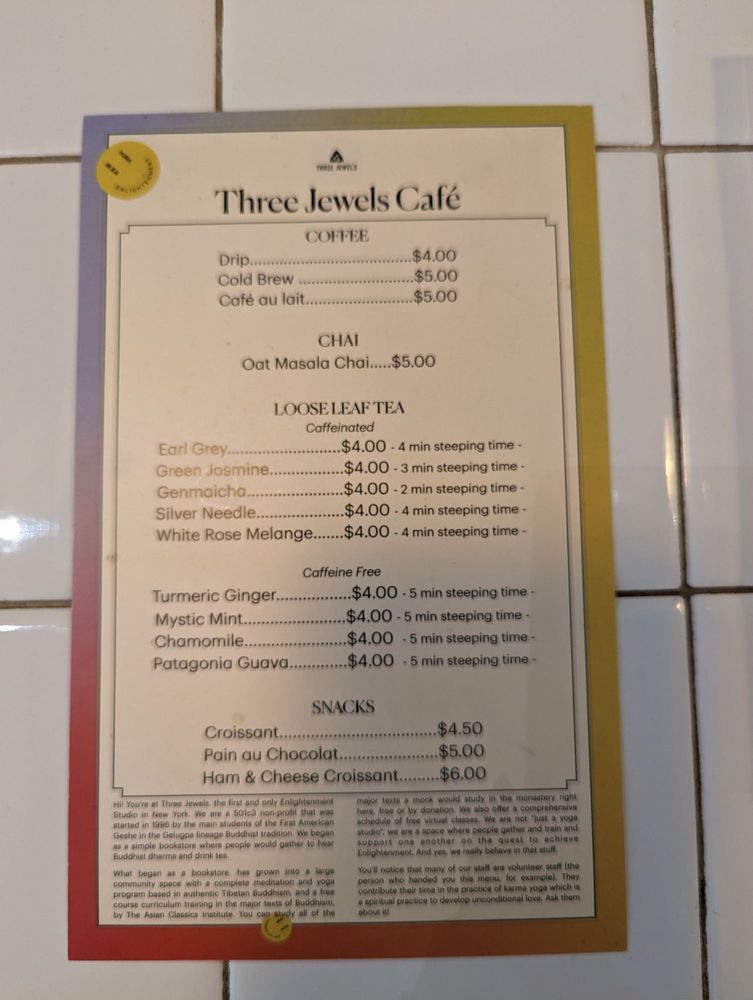 NEW YORK
ENLIGHTENMENT
THREE JEWELS
Three Jewels Café
COFFEE
Drip.......................................$4.00
Cold Brew ............................$5.00
Café au lait..........................$5.00
CHAI
Oat Masala Chai.....$5.00
LOOSE LEAF TEA
Caffeinated
Earl Grey...........................$4.00 - 4 min steeping time -
Green Jasmine..................$4.00 - 3 min steeping time -
Genmaicha.......................$4.00 - 2 min steeping time -
Silver Needle.....................$4.00 - 4 min steeping time -
White Rose Melange.......$4.00 - 4 min steeping time -
Caffeine Free
Turmeric Ginger..................$4.00 - 5 min steeping time -
Mystic Mint.........................$4.00 - 5 min steeping time -
Chamomile.........................$4.00 - 5 min steeping time -
Patagonia Guava..............$4.00 - 5 min steeping time -
SNACKS
Croissant......................................$4.50
Pain au Chocolat........................$5.00
Ham & Cheese Croissant.........$6.00
Hi! You're at Three Jewels, the first and only Enlightenment
Studio in New York. We are a 501c3 non-profit that was
started in 1996 by the main students of the First American
Geshe in the Gelugpa lineage Buddhist tradition. We began
as a simple bookstore where people would gather to hear
Buddhist dharma and drink tea.
What began as a bookstore, has grown into a large
community space with a complete meditation and yoga
program based in authentic Tibetan Buddhism, and a free
course curriculum training in the major texts of Buddhism,
by The Asian Classics Institute. You can study all of the
major texts a monk would study in the monastery right
here, free or by donation. We also offer a comprehensive
schedule of free virtual classes. We are not "just a yoga
studio", we are a space where people gather and train and
support one another on the quest to achieve
Enlightenment. And yes, we really believe in that stuff.
You'll notice that many of our staff are volunteer staff (the
person who handed you this menu, for example). They
contribute their time in the practice of karma yoga which is
a spiritual practice to develop unconditional love. Ask them
about it!